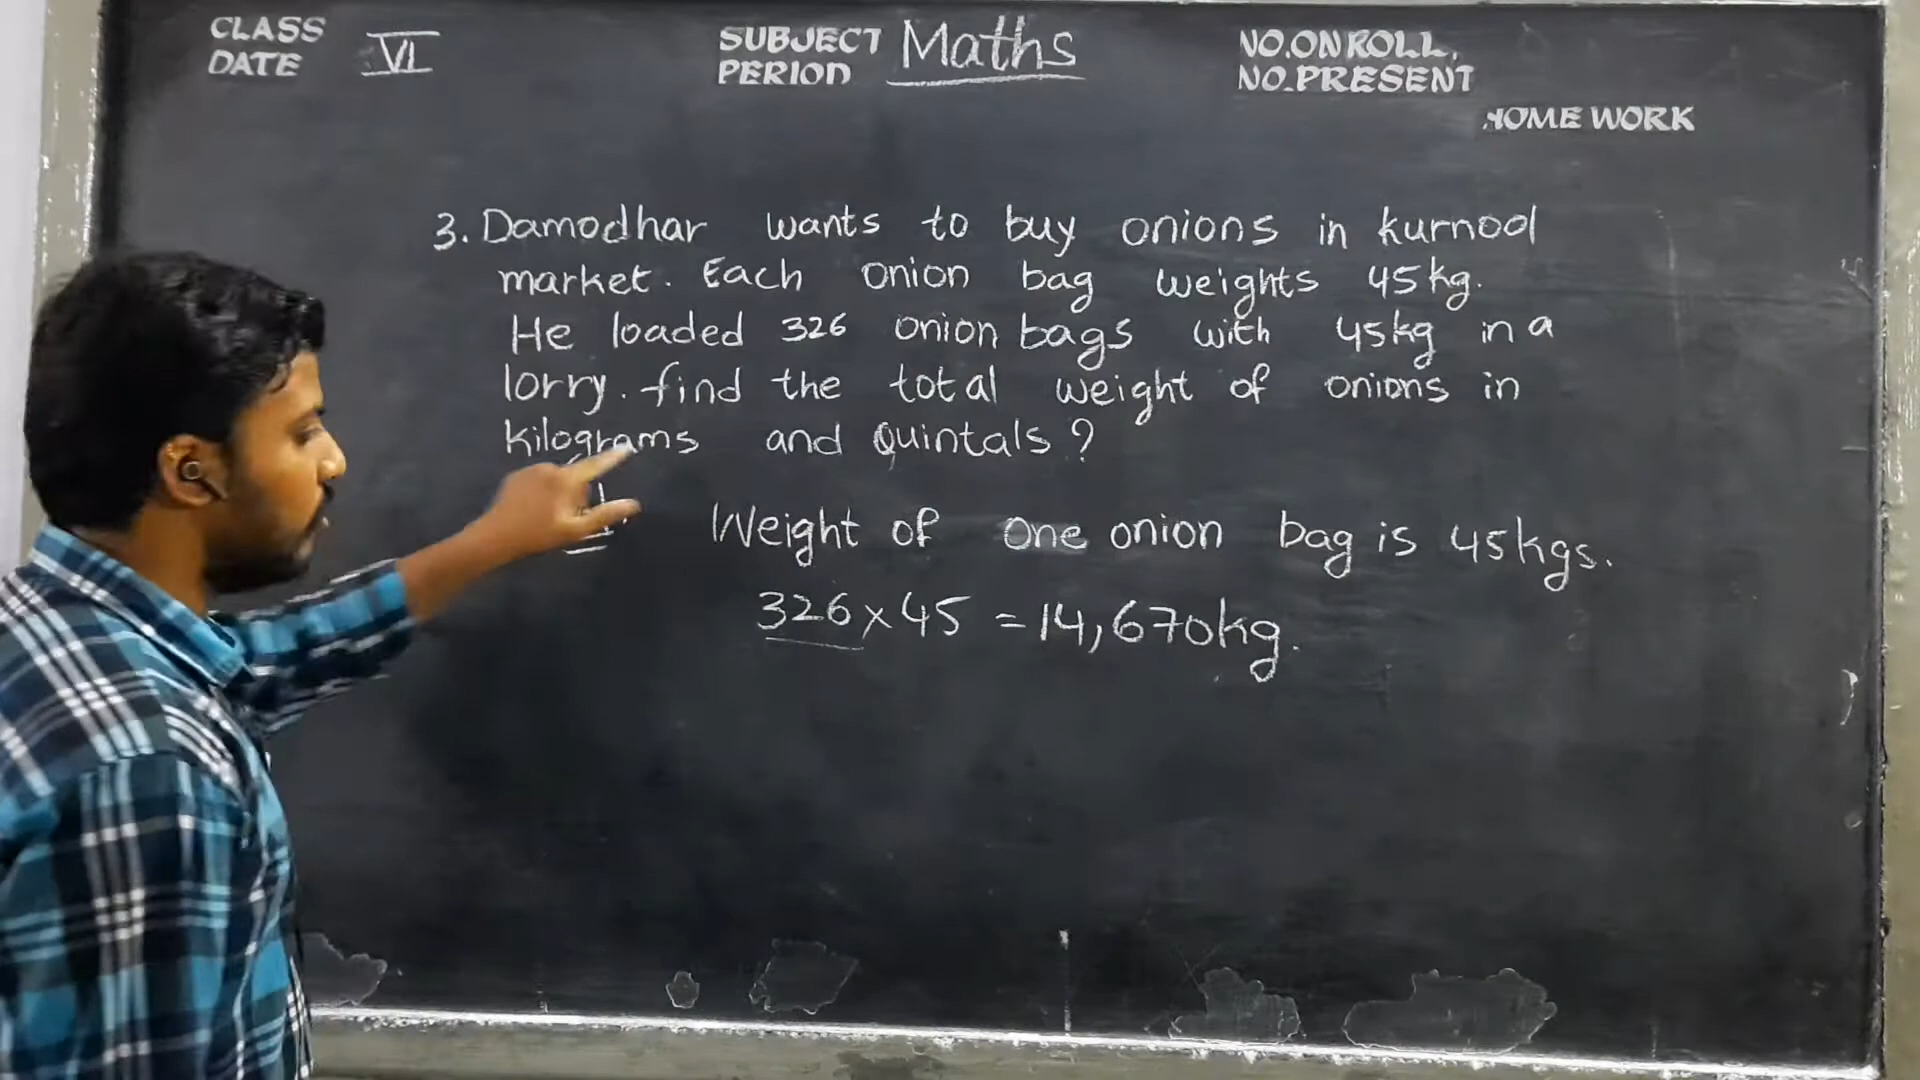 CLASS
DATE
VI
SUBJECT
PERIOD
Maths
NO.ON ROLL.
NO.PRESENT
HOME WORK
3. Damodhar wants to buy onions in kurnool
market. Each onion bag weights 45kg.
He loaded 326 onion bags with 45kg in a
lorry. find the total weight of onions in
kilograms and Quintals?
Weight of one onion bag is 45kgs.
326 × 45 = 14,670kg.